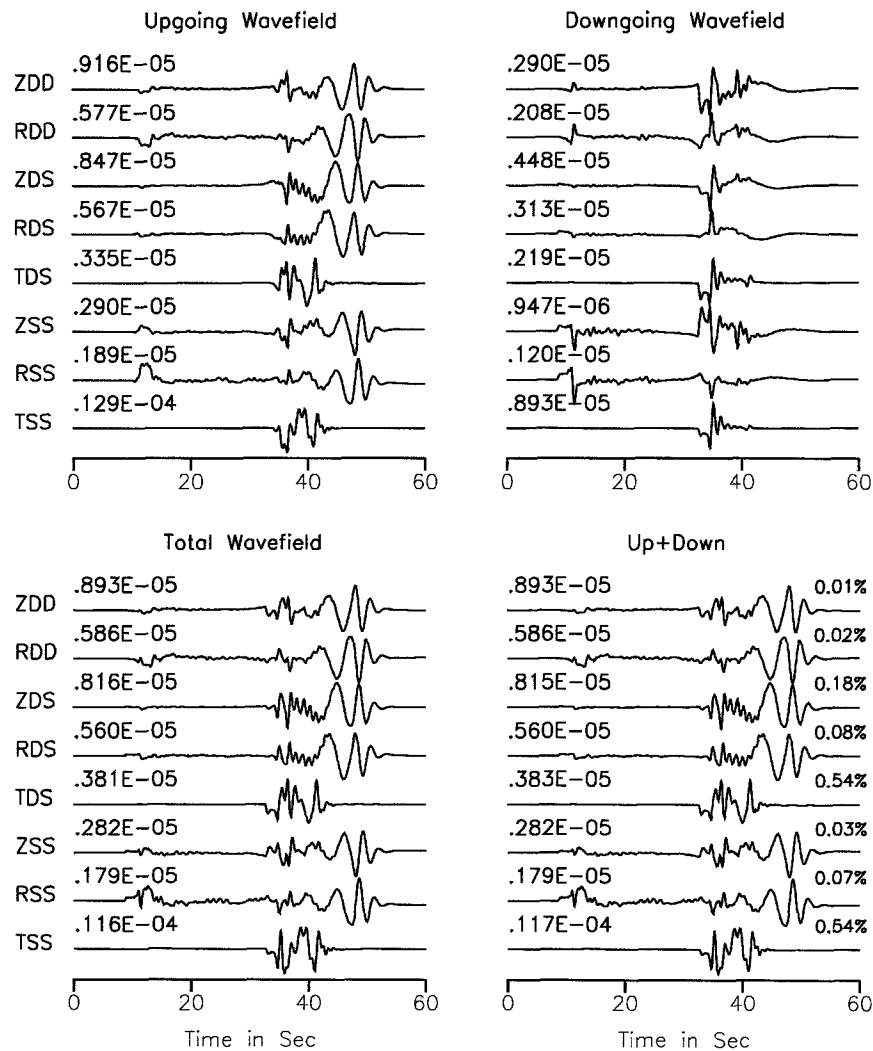 Upgoing Wavefield
ZDD .916E-05
RDD .577E-05
ZDS .847E-05
RDS .567E-05
TDS .335E-05
ZSS .290E-05
RSS .189E-05
TSS .129E-04
0 20 40 60
Downgoing Wavefield
.290E-05
.208E-05
.448E-05
.313E-05
.219E-05
.947E-06
.120E-05
.893E-05
0 20 40 60
Total Wavefield
ZDD .893E-05
RDD .586E-05
ZDS .816E-05
RDS .560E-05
TDS .381E-05
ZSS .282E-05
RSS .179E-05
TSS .116E-04
0 20 40 60
Time in Sec
Up+Down
.893E-05 0.01%
.586E-05 0.02%
.815E-05 0.18%
.560E-05 0.08%
.383E-05 0.54%
.282E-05 0.03%
.179E-05 0.07%
.117E-04 0.54%
0 20 40 60
Time in Sec